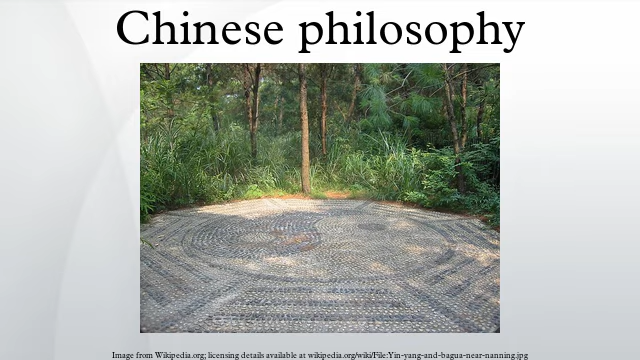 Chinese philosophy
Image from Wikipedia.org; licensing details available at wikipedia.org/wiki/File:Yin-yang-and-bagua-near-nanning.jpg